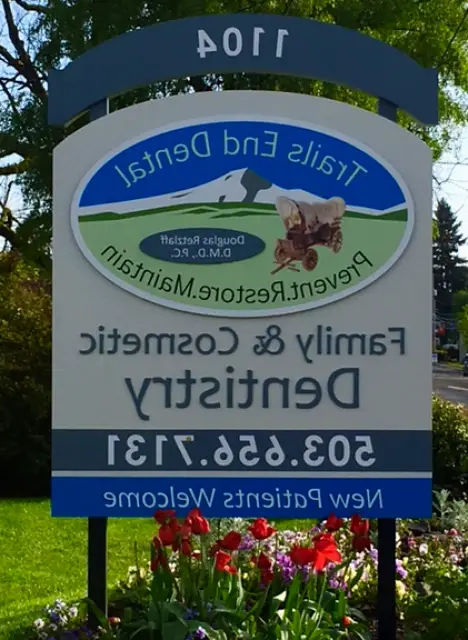 1104
Trails End Dental
Douglas Retzlaff
D.M.D., P.C.
Prevent.Restore.Maintain
Family & Cosmetic
Dentistry
503.656.7131
New Patients Welcome